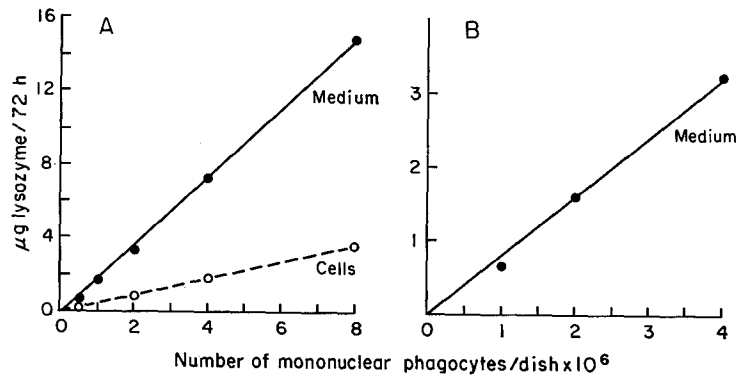 A
B
µg lysozyme/72 h
16
12
8
4
0
Medium
Cells
0 2 4 6 8
3
2
1
Medium
0 1 2 3 4
Number of mononuclear phagocytes/dish x 10⁶